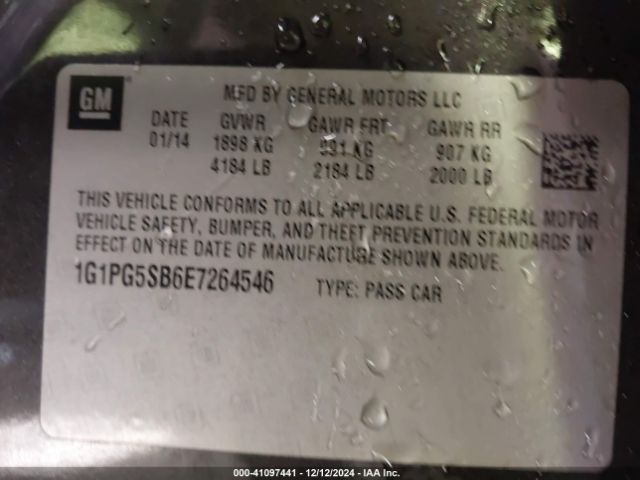 GM
MFD BY GENERAL MOTORS LLC
DATE GVWR GAWR FRT GAWR RR
01/14 1898 KG 991 KG 907 KG
4184 LB 2184 LB 2000 LB
THIS VEHICLE CONFORMS TO ALL APPLICABLE U.S. FEDERAL MOTOR
VEHICLE SAFETY, BUMPER, AND THEFT PREVENTION STANDARDS IN
EFFECT ON THE DATE OF MANUFACTURE SHOWN ABOVE.
1G1PG5SB6E7264546 TYPE: PASS CAR
000-41097441 - 12/12/2024 - IAA Inc.